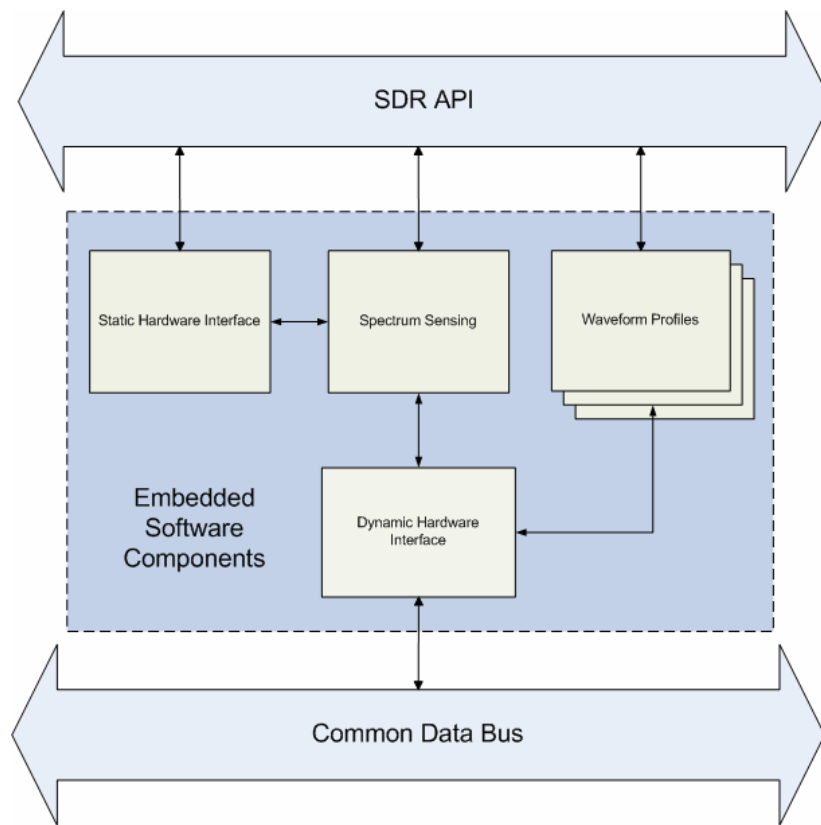 SDR API
Static Hardware Interface
Spectrum Sensing
Waveform Profiles
Embedded
Software
Components
Dynamic Hardware
Interface
Common Data Bus